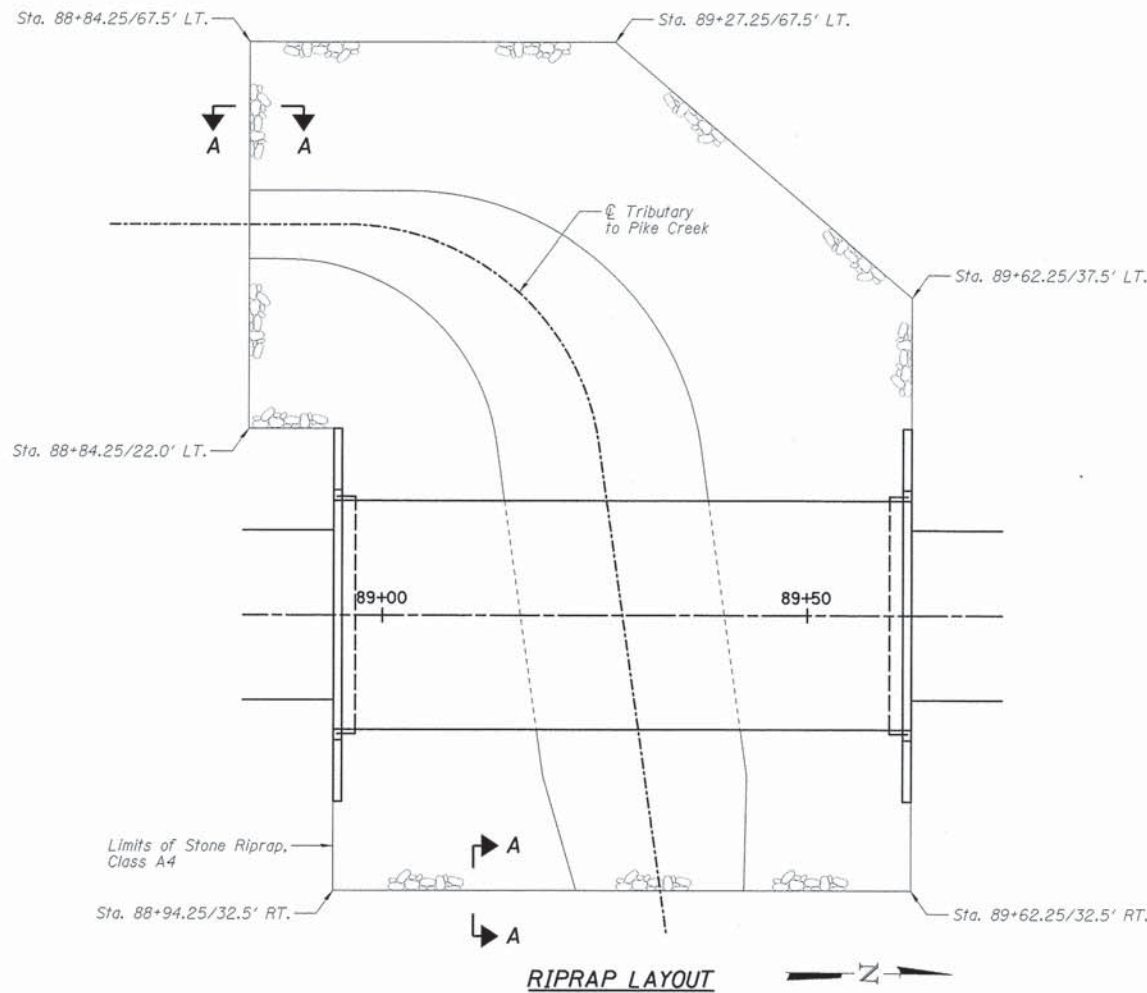 Sta. 88+84.25/67.5' LT.
Sta. 89+27.25/67.5' LT.
A
A
℄ Tributary
to Pike Creek
Sta. 89+62.25/37.5' LT.
Sta. 88+84.25/22.0' LT.
89+00
89+50
Limits of Stone Riprap,
Class A4
A
A
Sta. 88+94.25/32.5' RT.
Sta. 89+62.25/32.5' RT.
RIPRAP LAYOUT
N